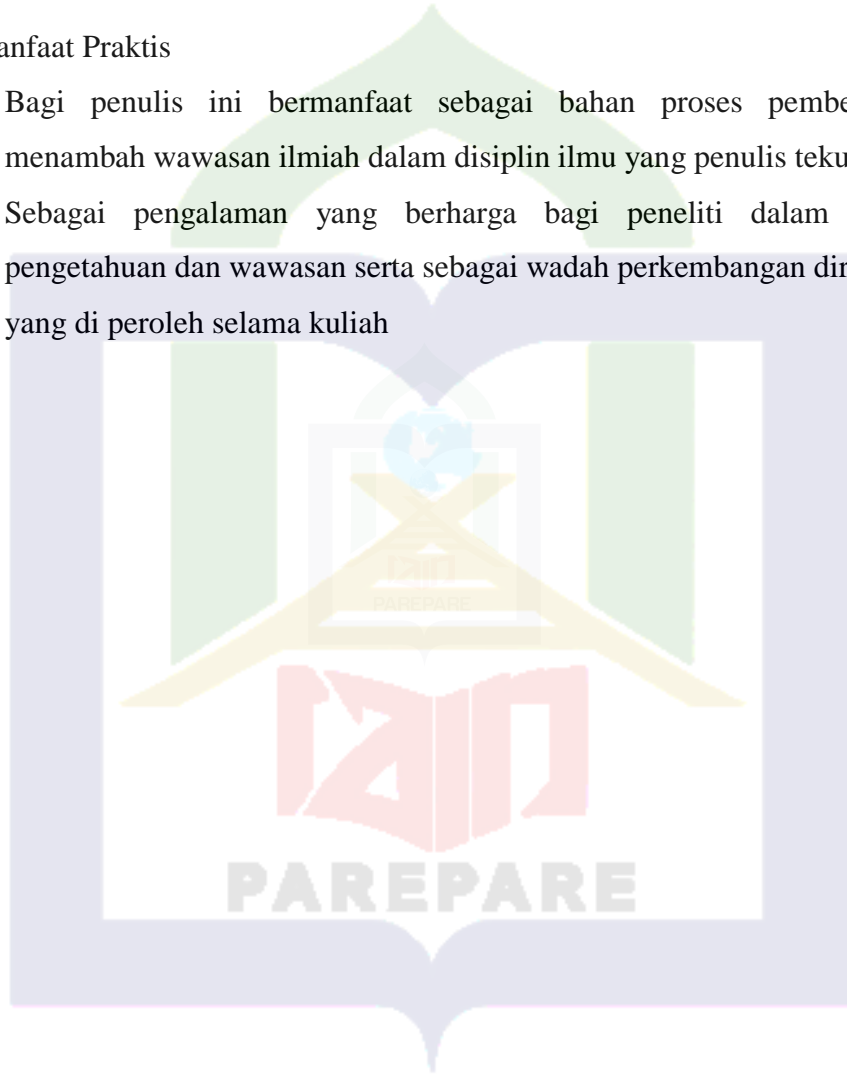 anfaat Praktis
Bagi penulis ini bermanfaat sebagai bahan proses pembe
menambah wawasan ilmiah dalam disiplin ilmu yang penulis teku
Sebagai pengalaman yang berharga bagi peneliti dalam
pengetahuan dan wawasan serta sebagai wadah perkembangan dir
yang di peroleh selama kuliah
iain
PAREPARE
iain
PAREPARE